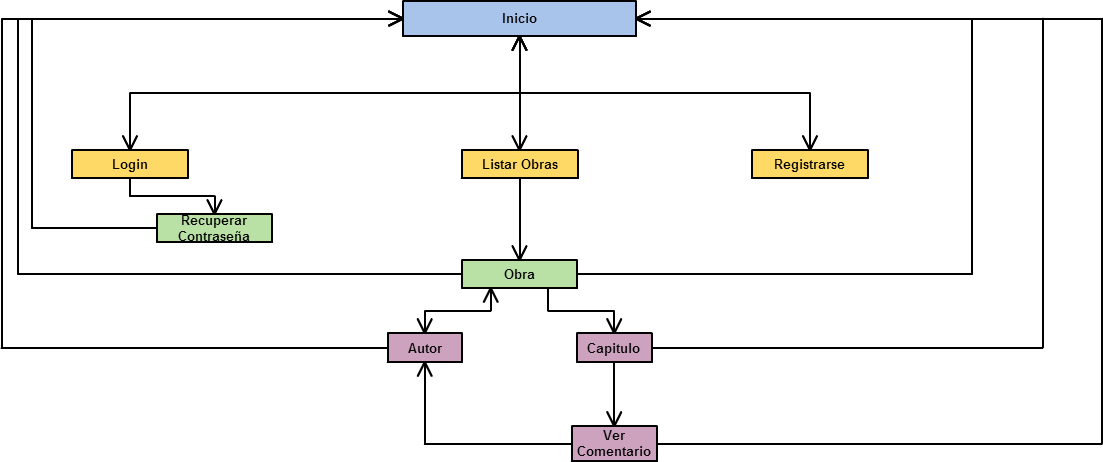 Inicio
Login
Listar Obras
Registrarse
Recuperar
Contraseña
Obra
Autor
Capitulo
Ver
Comentario